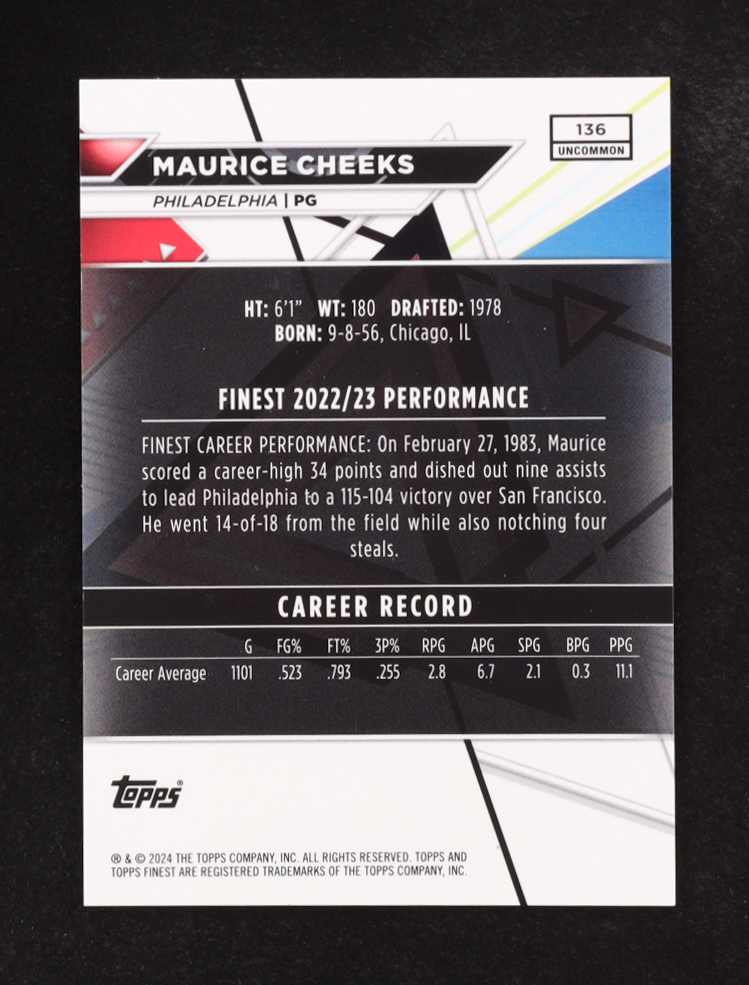 136
UNCOMMON
MAURICE CHEEKS
PHILADELPHIA | PG
HT: 6'1" WT: 180 DRAFTED: 1978
BORN: 9-8-56, Chicago, IL
FINEST 2022/23 PERFORMANCE
FINEST CAREER PERFORMANCE: On February 27, 1983, Maurice
scored a career-high 34 points and dished out nine assists
to lead Philadelphia to a 115-104 victory over San Francisco.
He went 14-of-18 from the field while also notching four
steals.
CAREER RECORD
G FG% FT% 3P% RPG APG SPG BPG PPG
Career Average 1101 .523 .793 .255 2.8 6.7 2.1 0.3 11.1
Topps®
® & © 2024 THE TOPPS COMPANY, INC. ALL RIGHTS RESERVED. TOPPS AND
TOPPS FINEST ARE REGISTERED TRADEMARKS OF THE TOPPS COMPANY, INC.